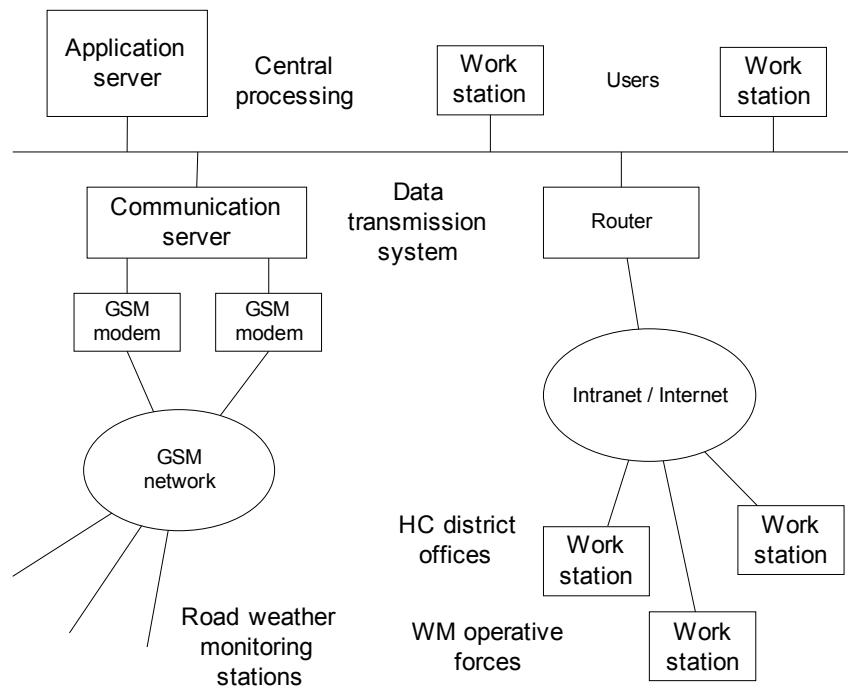 Application
server
Central
processing
Work
station
Users
Work
station
Communication
server
Data
transmission
system
Router
GSM
modem
GSM
modem
Intranet / Internet
GSM
network
HC district
offices
Work
station
Work
station
Road weather
monitoring
stations
WM operative
forces
Work
station